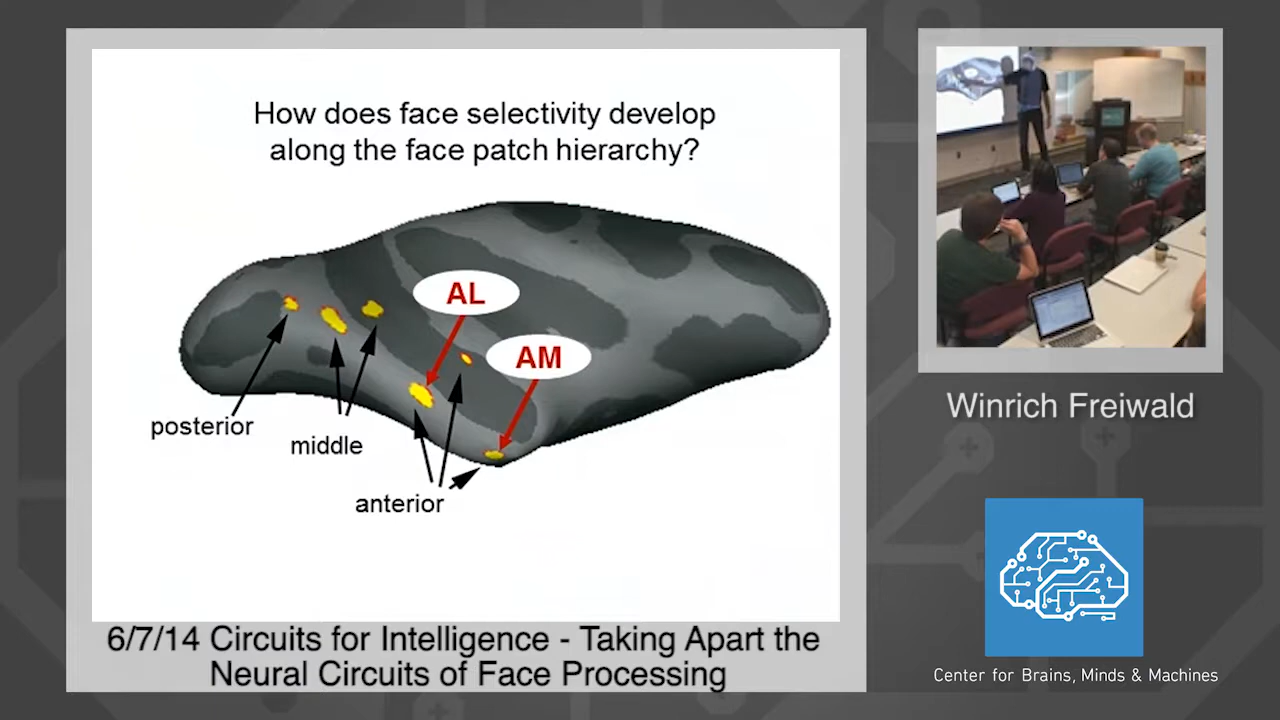 How does face selectivity develop
along the face patch hierarchy?
AL
AM
posterior
middle
anterior
6/7/14 Circuits for Intelligence - Taking Apart the
Neural Circuits of Face Processing
Winrich Freiwald
Center for Brains, Minds & Machines